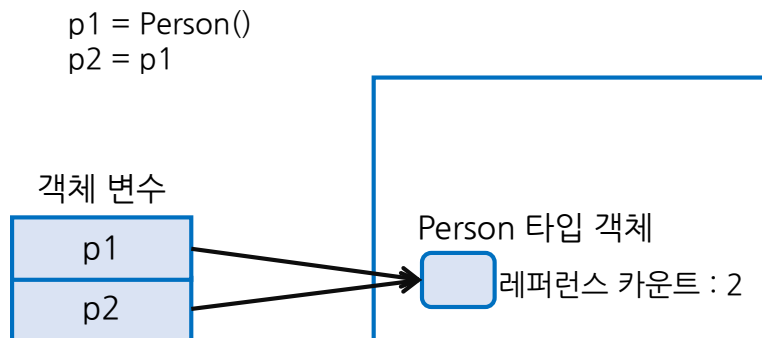 p1 = Person()
p2 = p1
객체 변수
p1
p2
Person 타입 객체
레퍼런스 카운트 : 2